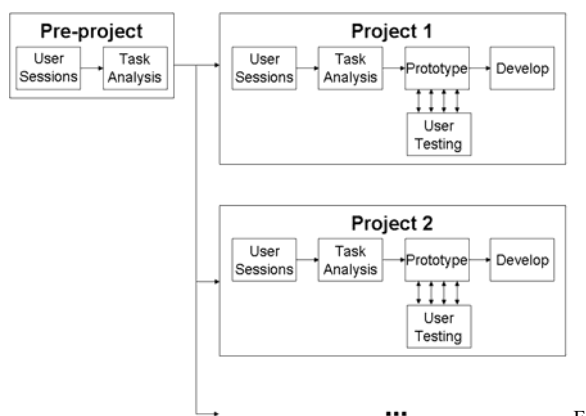 Pre-project
User
Sessions
Task
Analysis
Project 1
User
Sessions
Task
Analysis
Prototype
Develop
User
Testing
Project 2
User
Sessions
Task
Analysis
Prototype
Develop
User
Testing
...